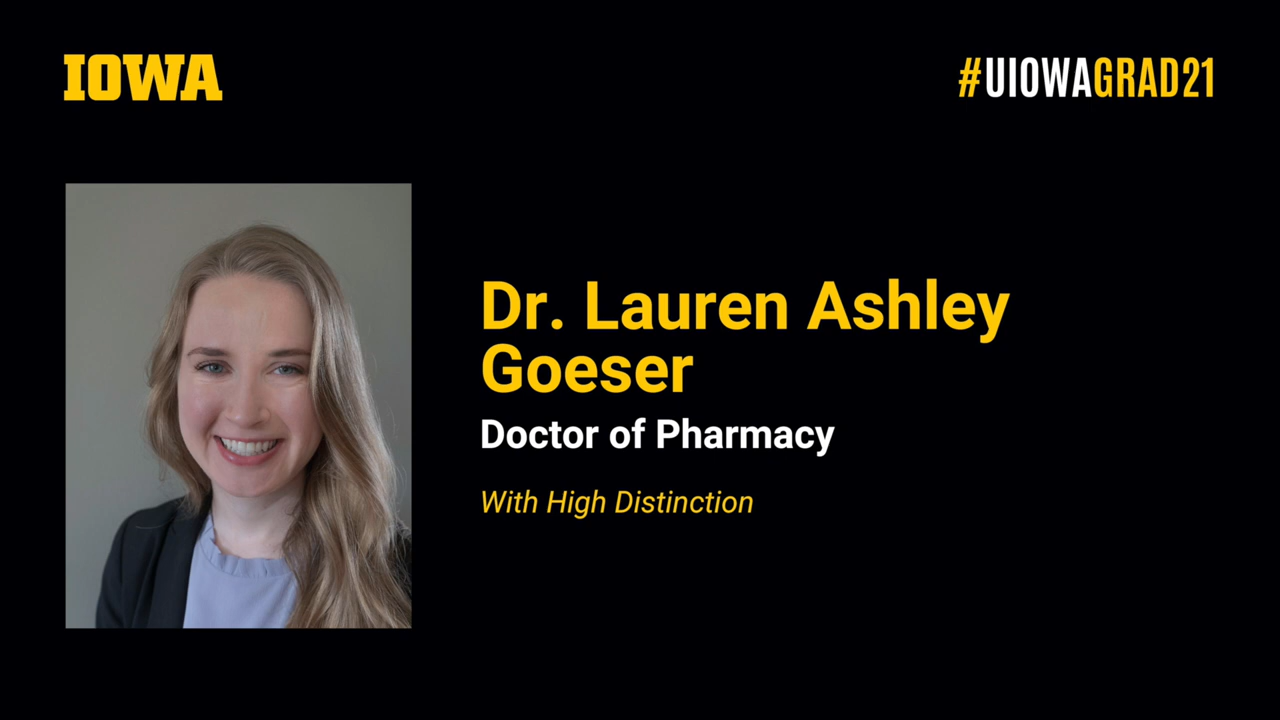 IOWA
#UIOWAGRAD21
Dr. Lauren Ashley
Goeser
Doctor of Pharmacy
With High Distinction